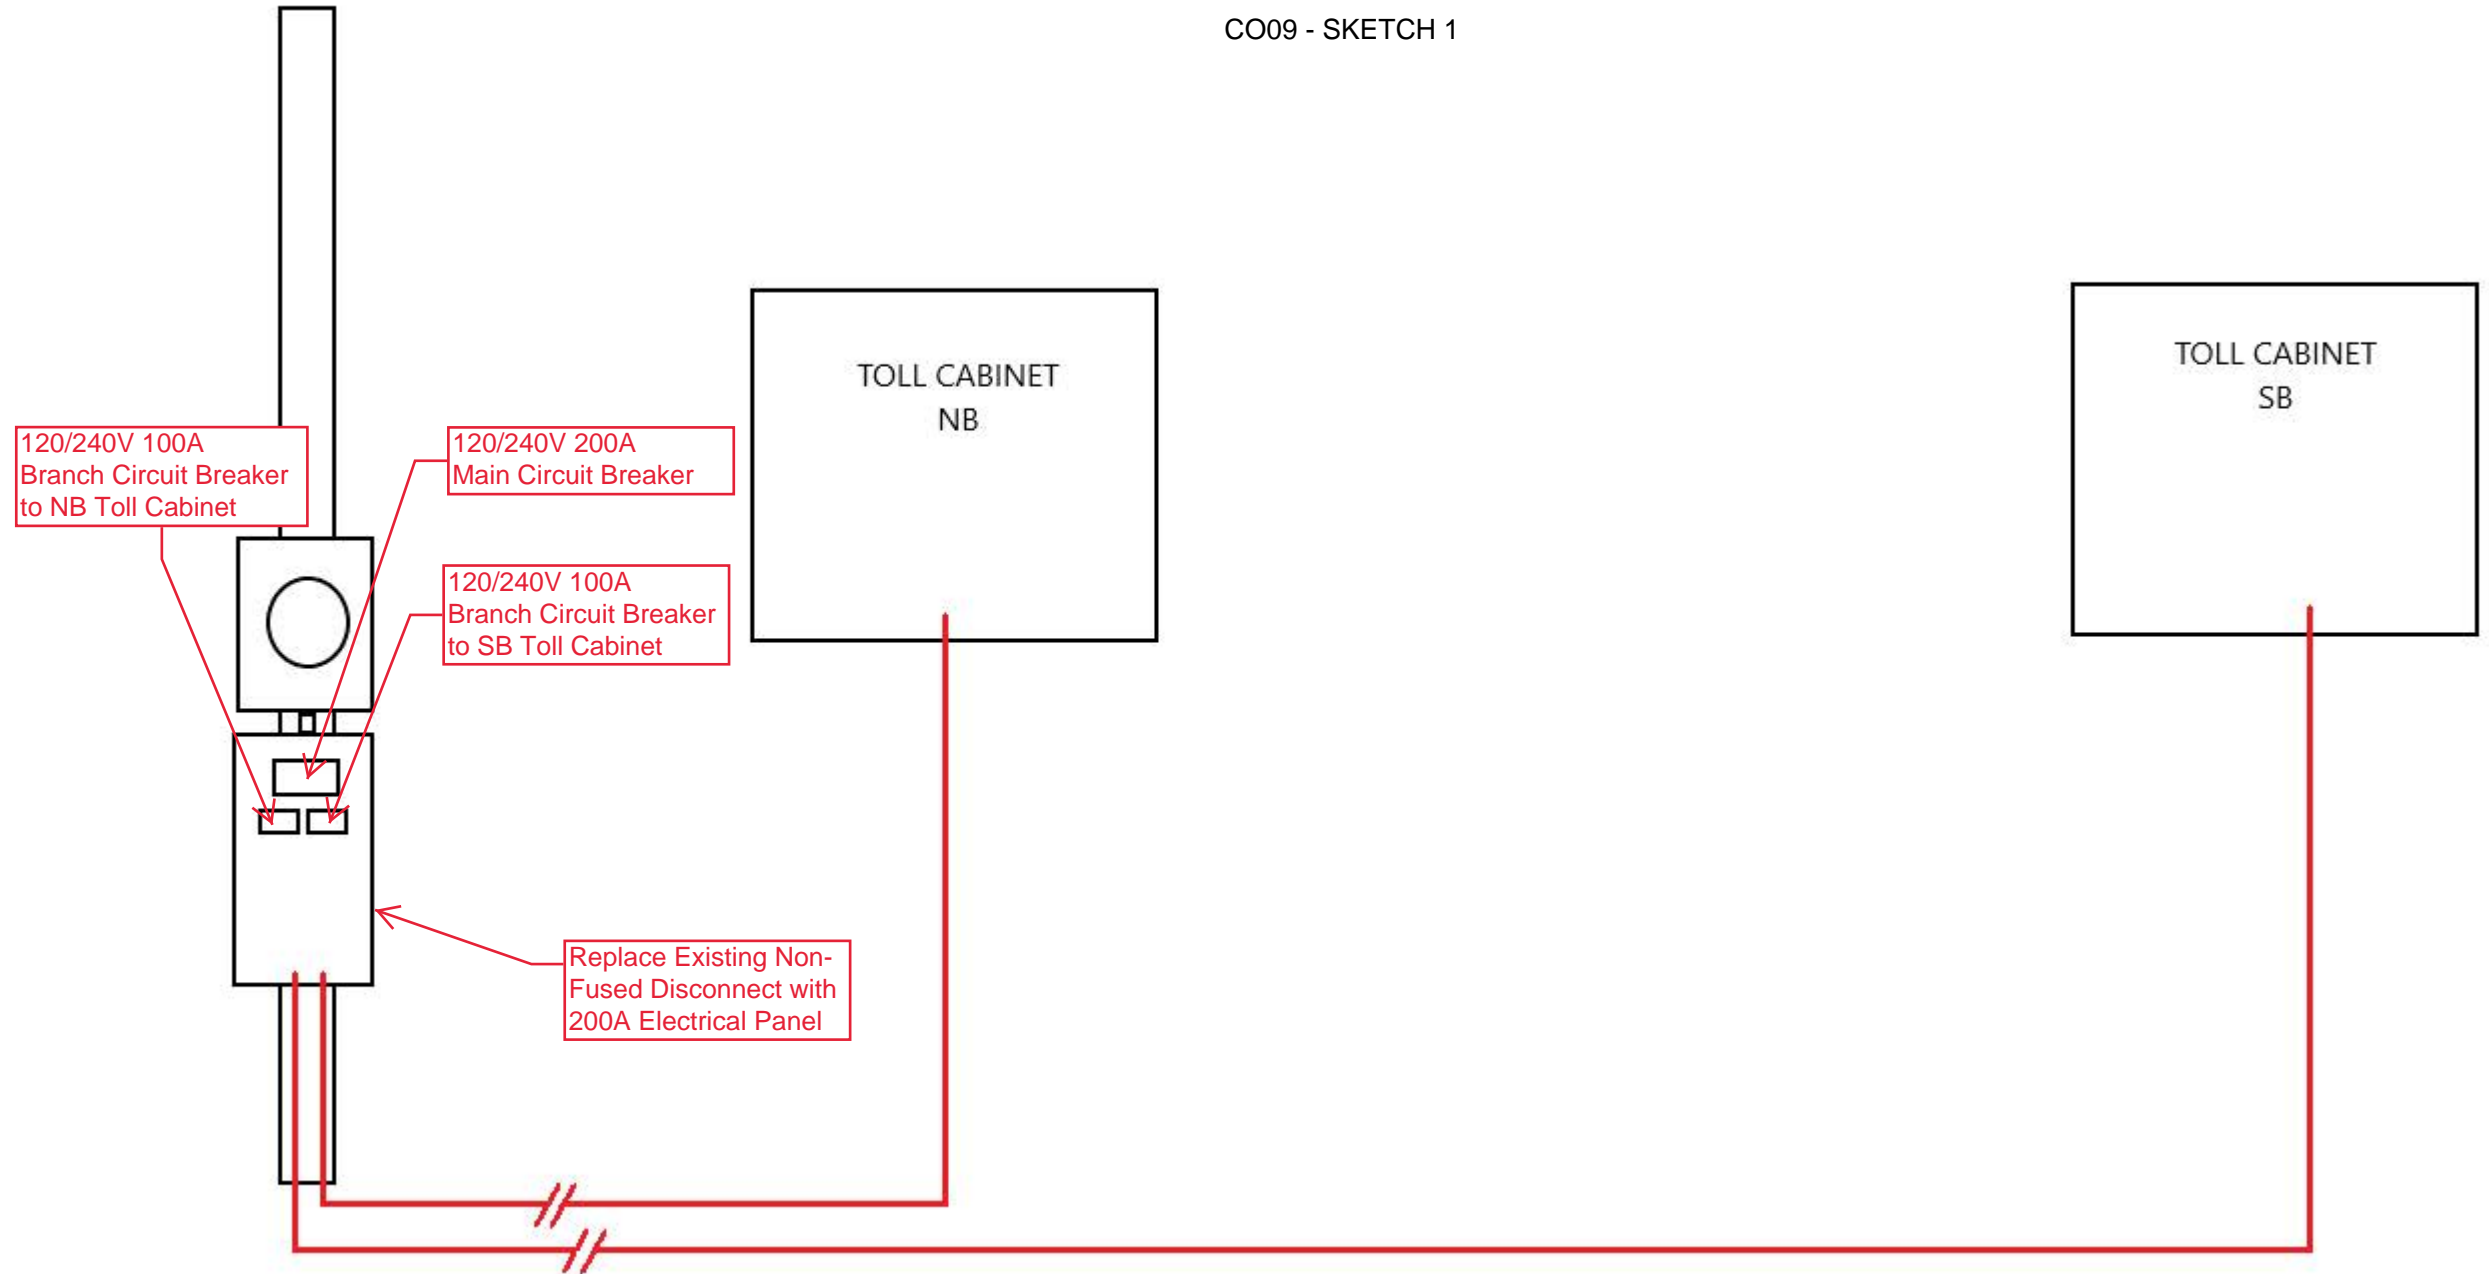 CO09 - SKETCH 1
TOLL CABINET
NB
TOLL CABINET
SB
120/240V 100A
Branch Circuit Breaker
to NB Toll Cabinet
120/240V 200A
Main Circuit Breaker
120/240V 100A
Branch Circuit Breaker
to SB Toll Cabinet
Replace Existing Non-
Fused Disconnect with
200A Electrical Panel